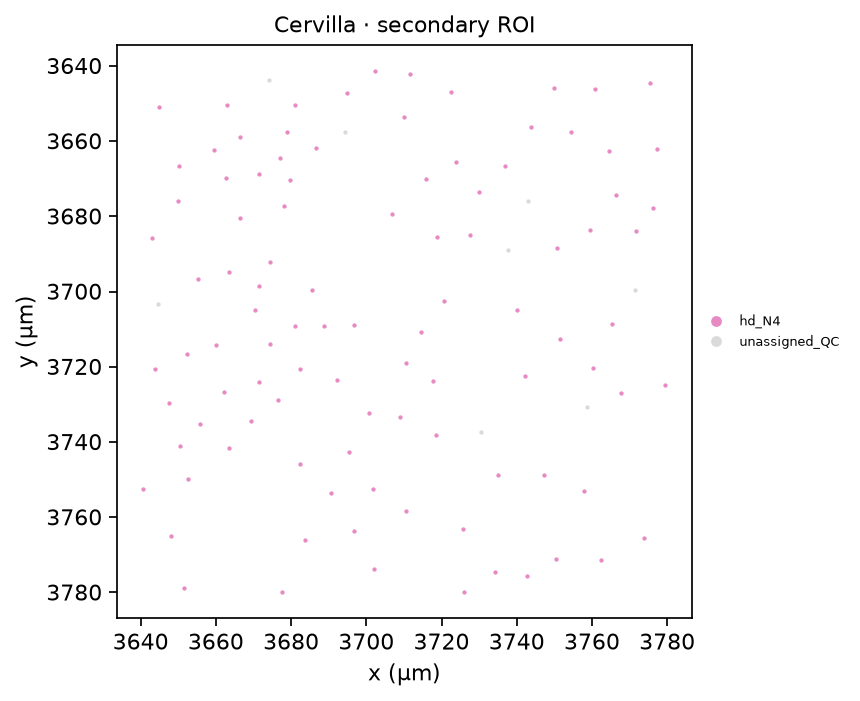 Cervilla · secondary ROI
3640
3660
3680
3700
3720
3740
3760
3780
y (µm)
3640 3660 3680 3700 3720 3740 3760 3780
x (µm)
hd_N4
unassigned_QC